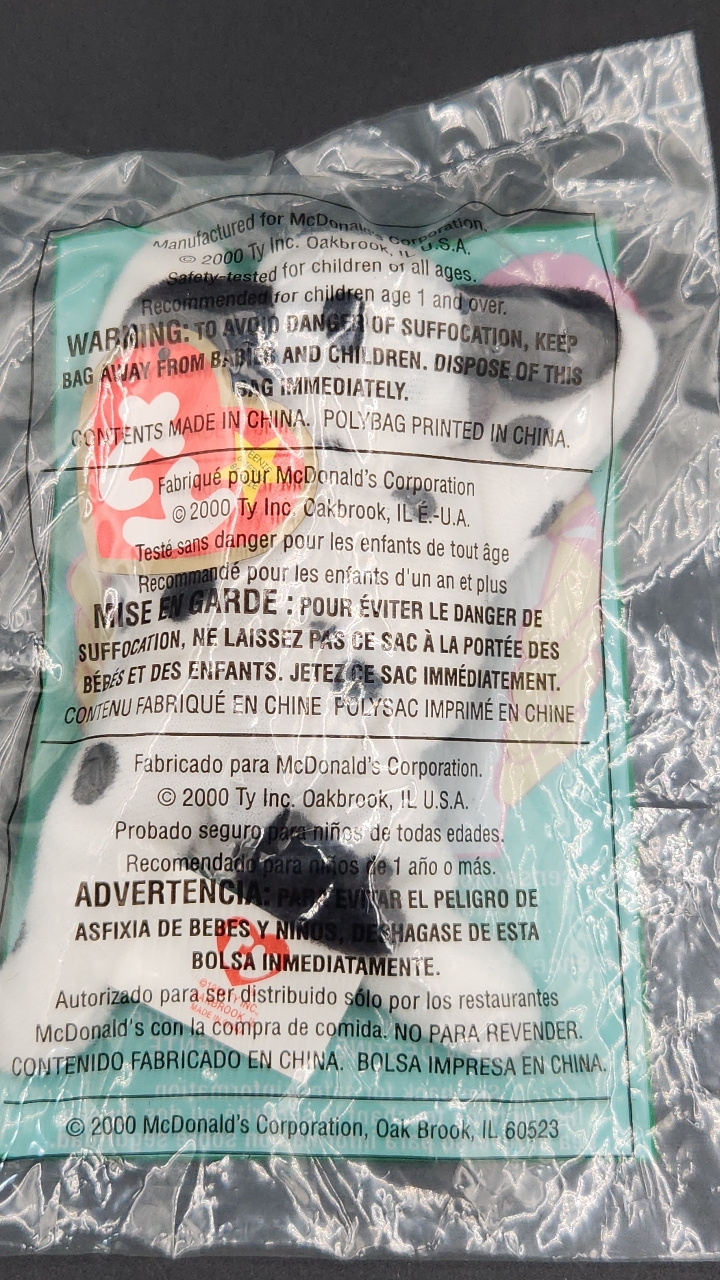 Manufactured for McDonald's Corporation.
© 2000 Ty Inc. Oakbrook, IL U.S.A.
Safety-tested for children of all ages.
Recommended for children age 1 and over.
WARNING: TO AVOID DANGER OF SUFFOCATION, KEEP
BAG AWAY FROM BABIES AND CHILDREN. DISPOSE OF THIS
BAG IMMEDIATELY.
CONTENTS MADE IN CHINA. POLYBAG PRINTED IN CHINA.
Fabriqué pour McDonald's Corporation
© 2000 Ty Inc. Oakbrook, IL É.-U.A.
Testé sans danger pour les enfants de tout âge
Recommandé pour les enfants d'un an et plus
MISE EN GARDE : POUR ÉVITER LE DANGER DE
SUFFOCATION, NE LAISSEZ PAS CE SAC À LA PORTÉE DES
BÉBÉS ET DES ENFANTS. JETEZ CE SAC IMMÉDIATEMENT.
CONTENU FABRIQUÉ EN CHINE POLYSAC IMPRIMÉ EN CHINE
Fabricado para McDonald's Corporation.
© 2000 Ty Inc. Oakbrook, IL U.S.A.
Probado seguro para niños de todas edades.
Recomendado para niños de 1 año o más.
ADVERTENCIA: PARA EVITAR EL PELIGRO DE
ASFIXIA DE BEBES Y NIÑOS, DESHAGASE DE ESTA
BOLSA INMEDIATAMENTE.
Autorizado para ser distribuido sólo por los restaurantes
McDonald's con la compra de comida. NO PARA REVENDER.
CONTENIDO FABRICADO EN CHINA. BOLSA IMPRESA EN CHINA.
© 2000 McDonald's Corporation, Oak Brook, IL 60523
ty
TY INC.
OAKBROOK
MADE IN